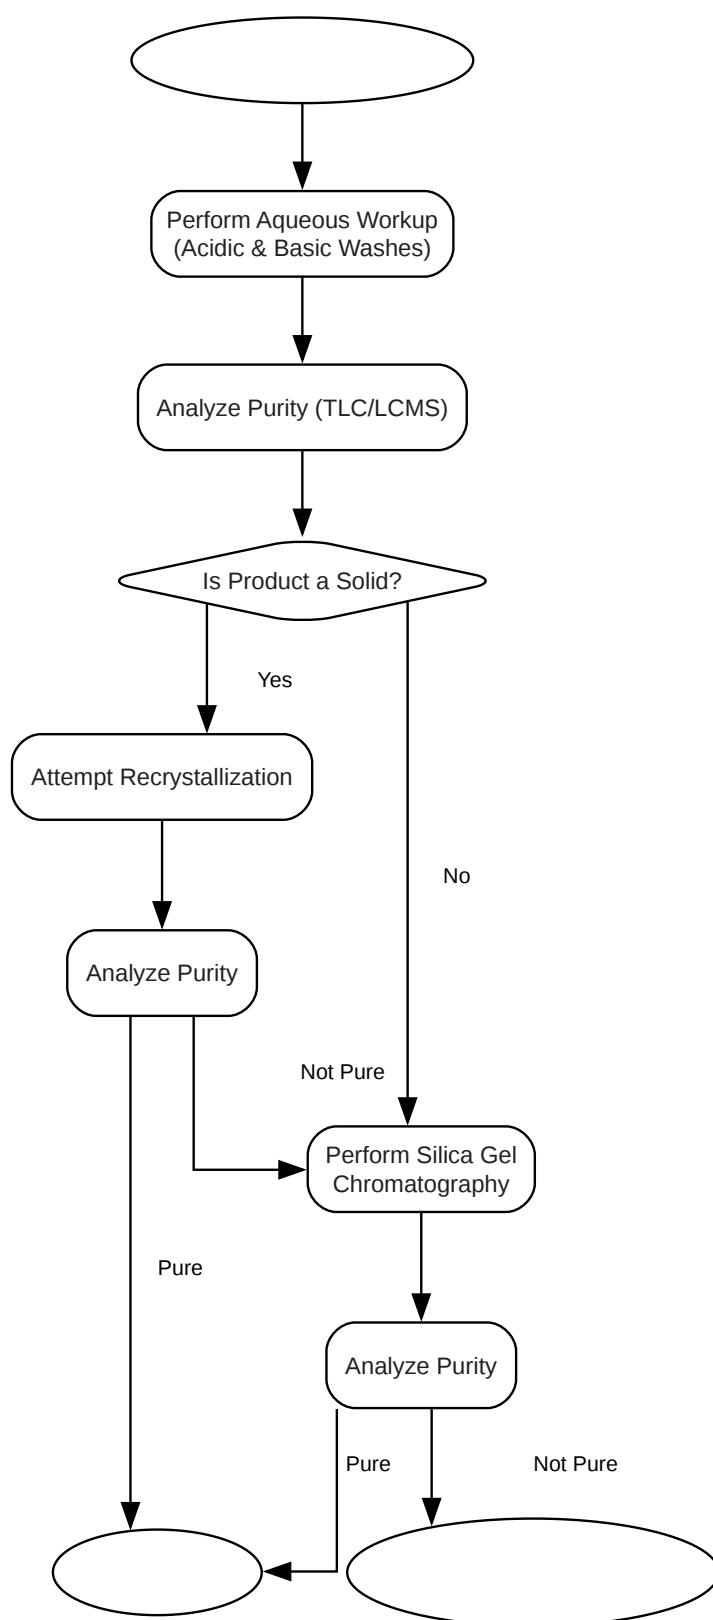 Perform Aqueous Workup
(Acidic & Basic Washes)
Analyze Purity (TLC/LCMS)
Is Product a Solid?
Yes
Attempt Recrystallization
No
Analyze Purity
Not Pure
Perform Silica Gel
Chromatography
Pure
Analyze Purity
Pure
Not Pure